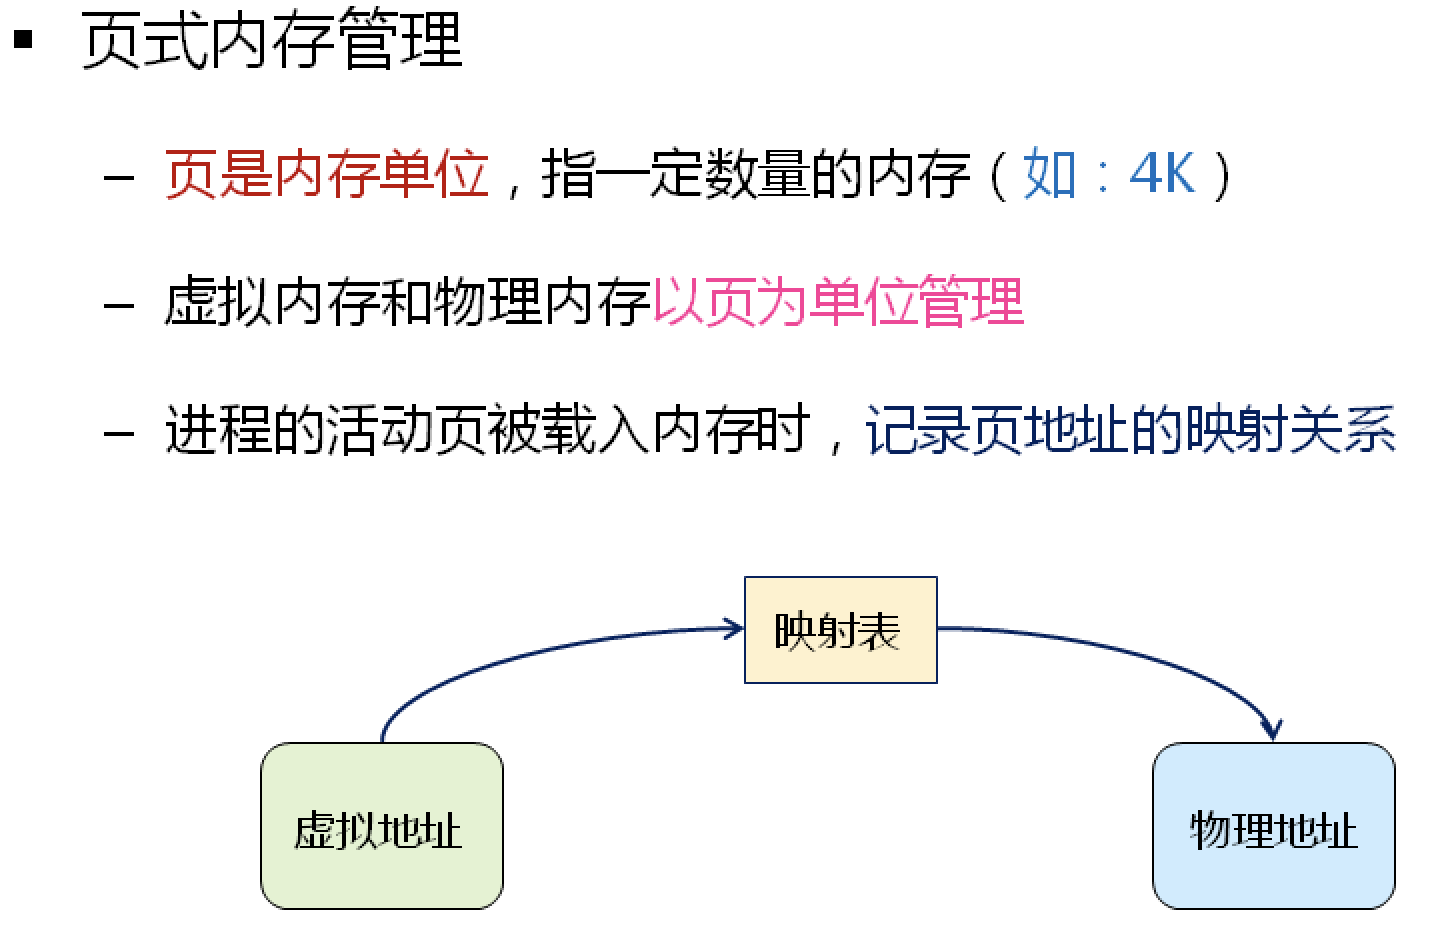 ▪ 页式内存管理
– 页是内存单位，指一定数量的内存（如：4K）
– 虚拟内存和物理内存以页为单位管理
– 进程的活动页被载入内存时，记录页地址的映射关系
映射表
虚拟地址
物理地址